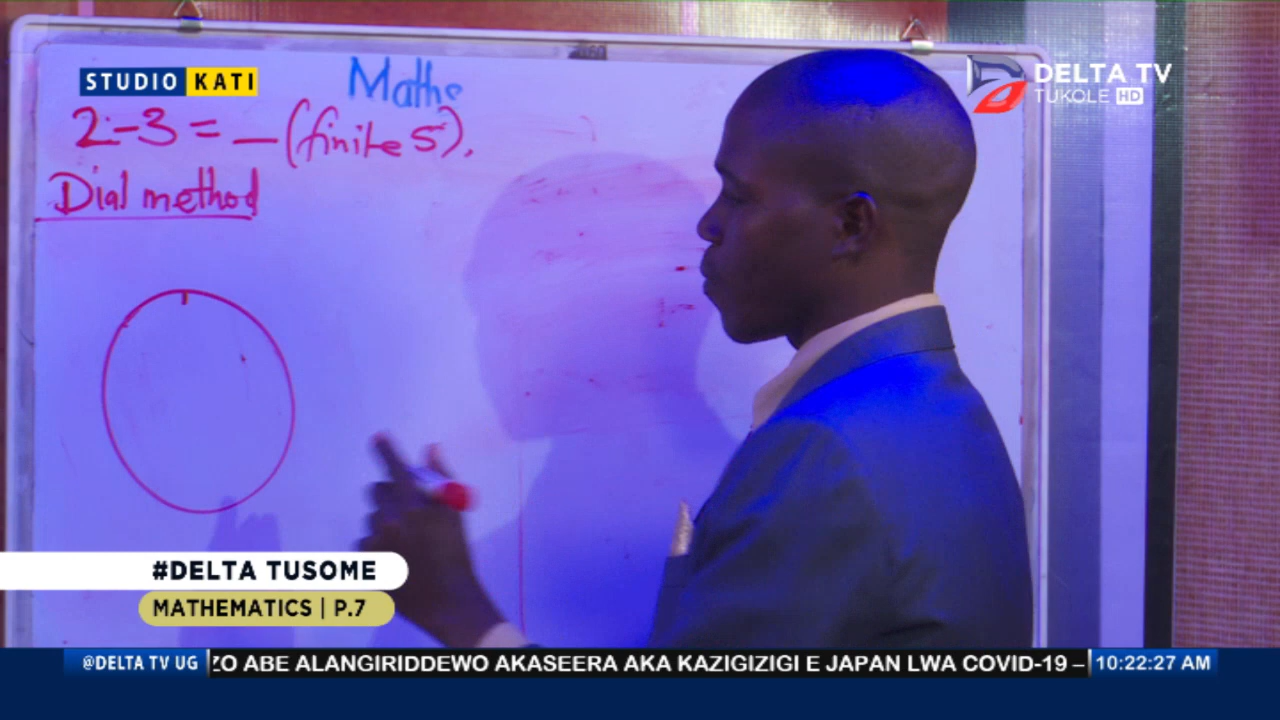 STUDIO KATI
DELTA TV
TUKOLE HD
Maths
2-3 = _ (finite 5).
Dial method
#DELTA TUSOME
MATHEMATICS | P.7
@DELTA TV UG
ZO ABE ALANGIRIDDEWO AKASEERA AKA KAZIGIZIGI E JAPAN LWA COVID-19 –
10:22:27 AM